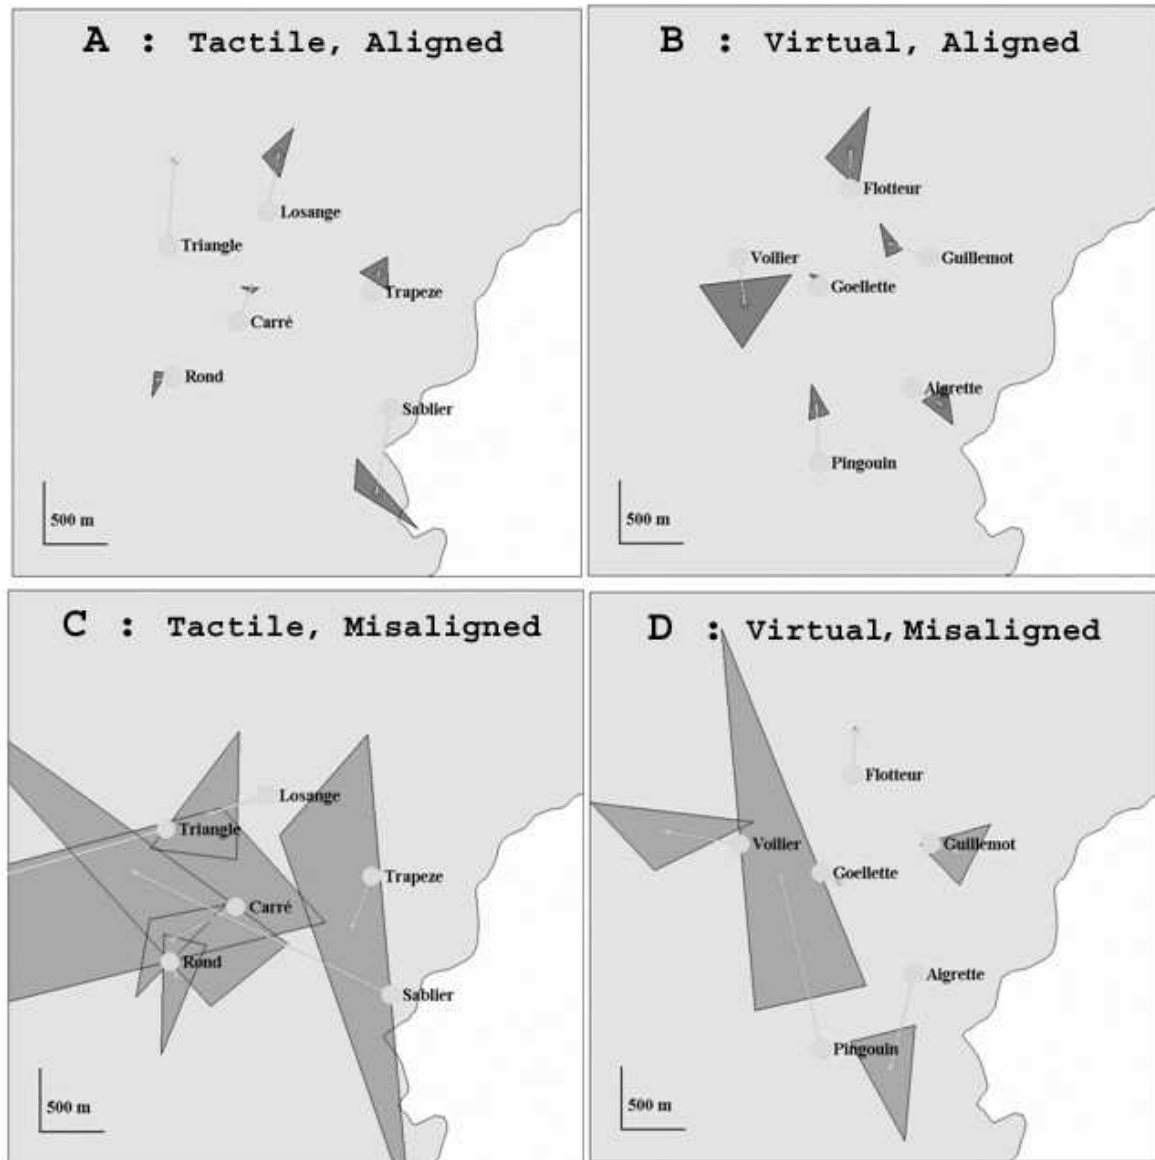 A : Tactile, Aligned
Losange
Triangle
Trapeze
Carré
Rond
Sablier
500 m
B : Virtual, Aligned
Flotteur
Voilier
Guillemot
Goellette
Aigrette
Pingouin
500 m
C : Tactile, Misaligned
Losange
Triangle
Trapeze
Carré
Rond
Sablier
500 m
D : Virtual, Misaligned
Flotteur
Voilier
Guillemot
Goellette
Aigrette
Pingouin
500 m